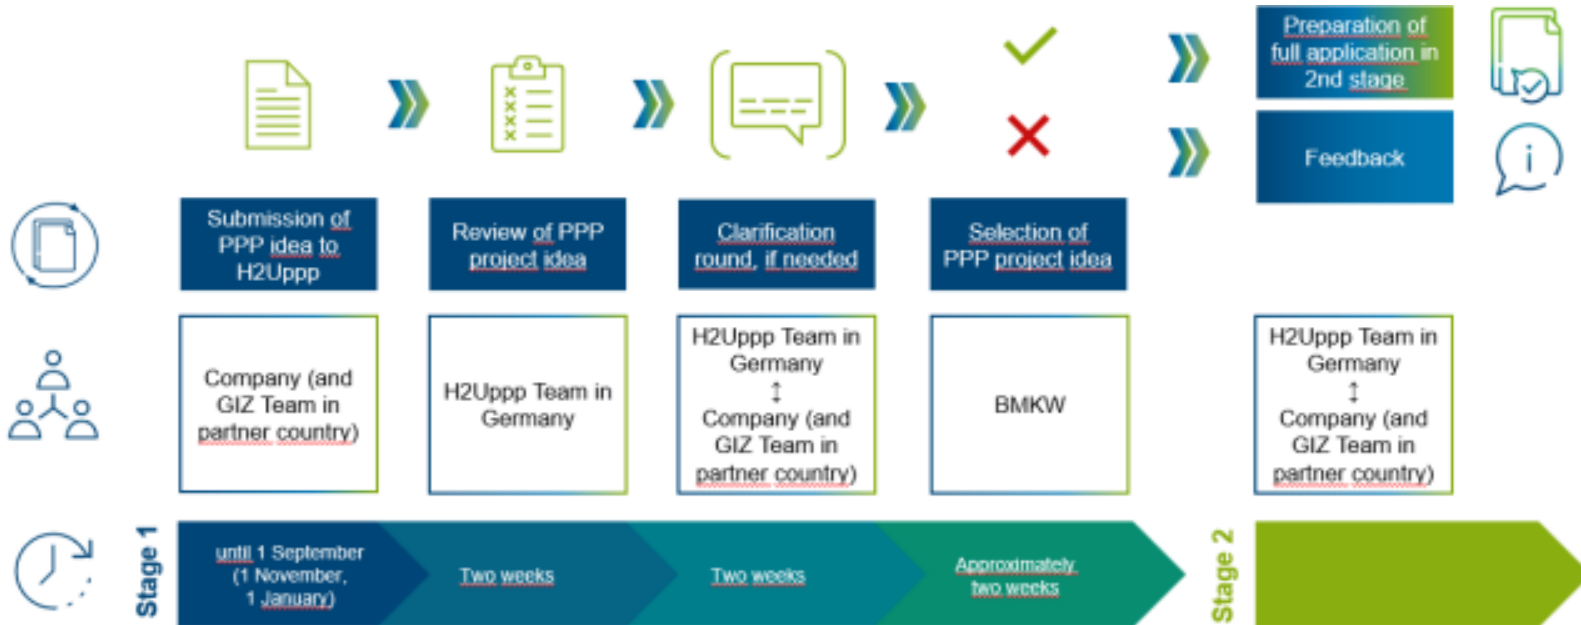 Preparation of
full application in
2nd stage
Feedback
Submission of
PPP idea to
H2Uppp
Review of PPP
project idea
Clarification
round, if needed
Selection of
PPP project idea
Company (and
GIZ Team in
partner country)
H2Uppp Team in
Germany
H2Uppp Team in
Germany
↕
Company (and
GIZ Team in
partner country)
BMKW
H2Uppp Team in
Germany
↕
Company (and
GIZ Team in
partner country)
Stage 1
until 1 September
(1 November,
1 January)
Two weeks
Two weeks
Approximately
two weeks
Stage 2